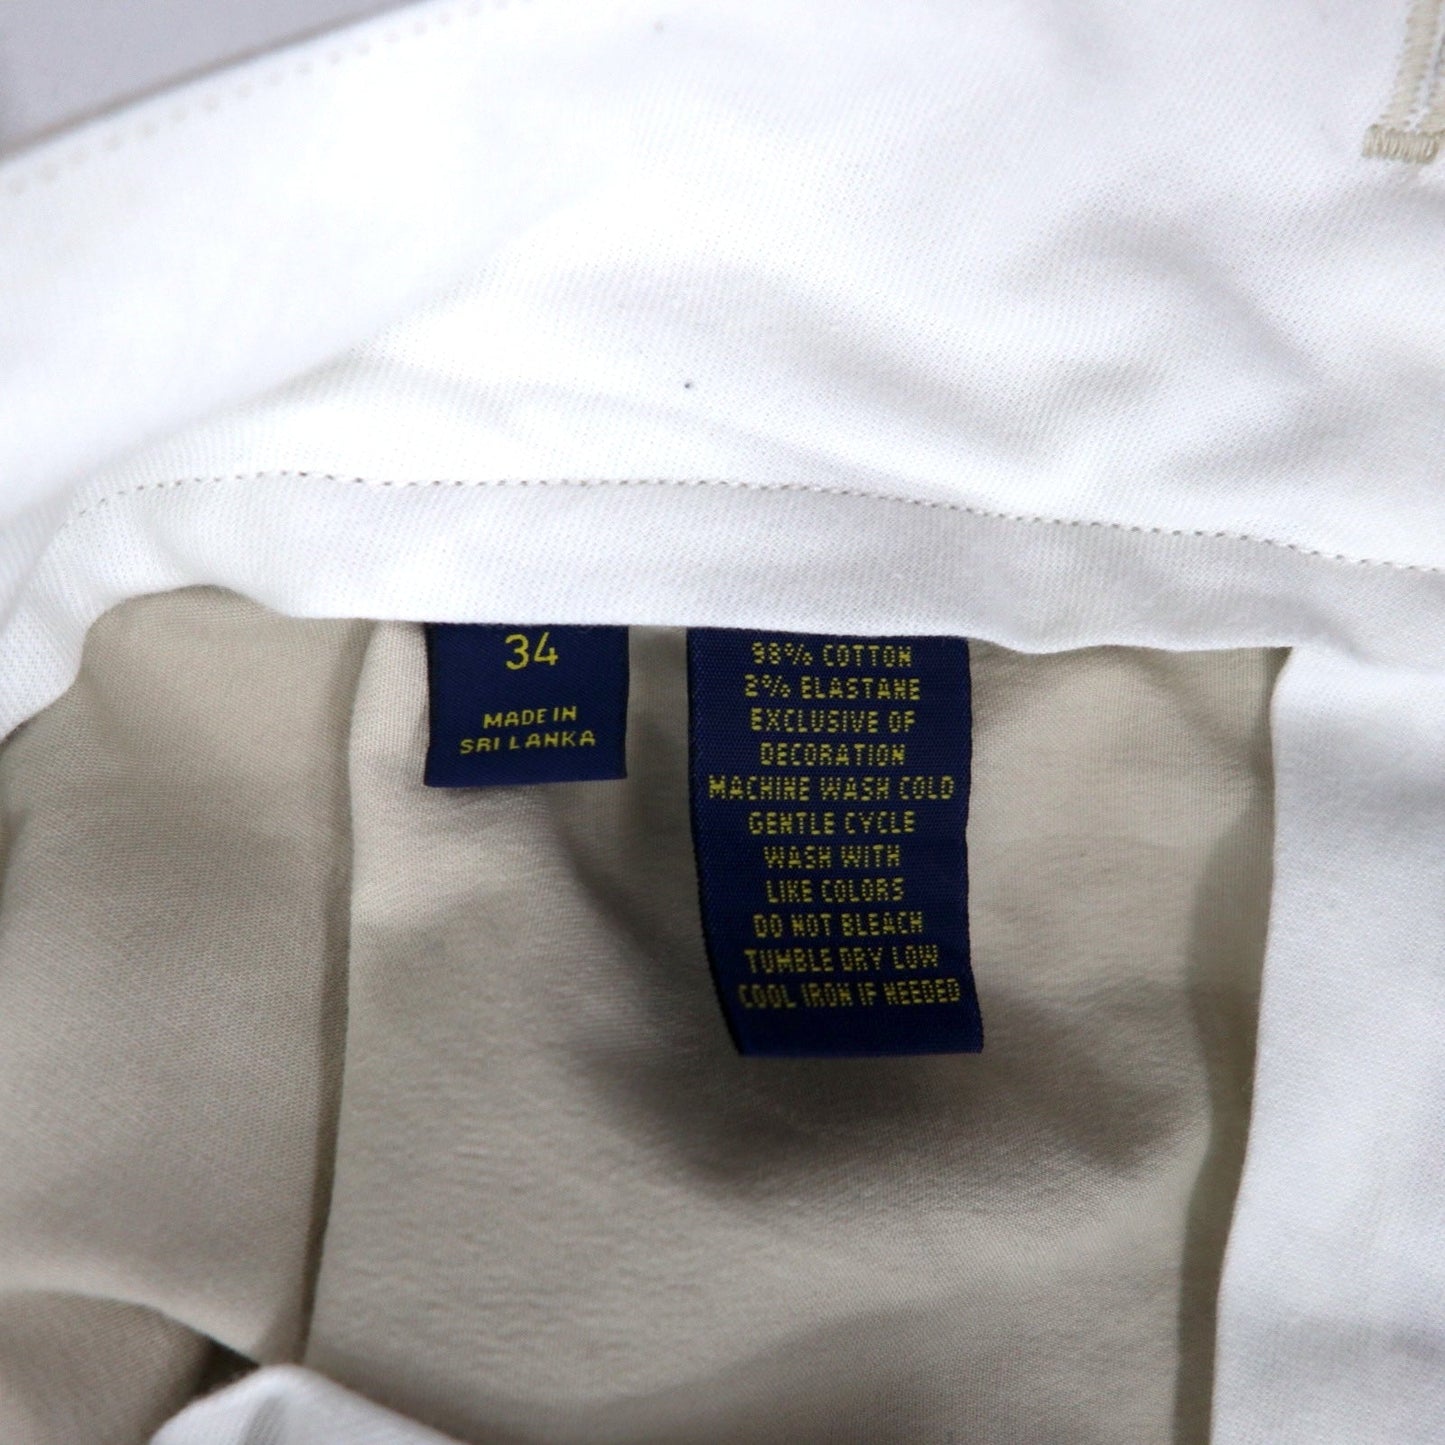 34
MADE IN
SRI LANKA
98% COTTON
2% ELASTANE
EXCLUSIVE OF
DECORATION
MACHINE WASH COLD
GENTLE CYCLE
WASH WITH
LIKE COLORS
DO NOT BLEACH
TUMBLE DRY LOW
COOL IRON IF NEEDED